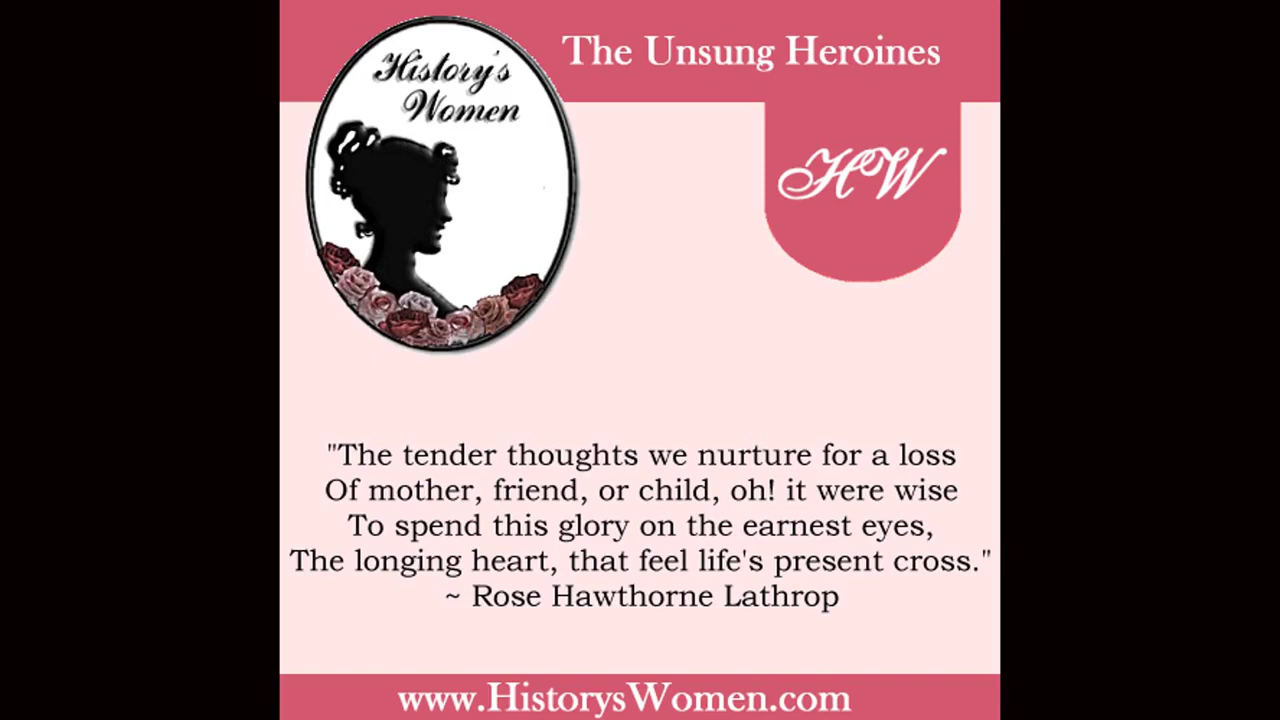 The Unsung Heroines
History's
Women
HW
"The tender thoughts we nurture for a loss
Of mother, friend, or child, oh! it were wise
To spend this glory on the earnest eyes,
The longing heart, that feel life's present cross."
~ Rose Hawthorne Lathrop
www.HistorysWomen.com